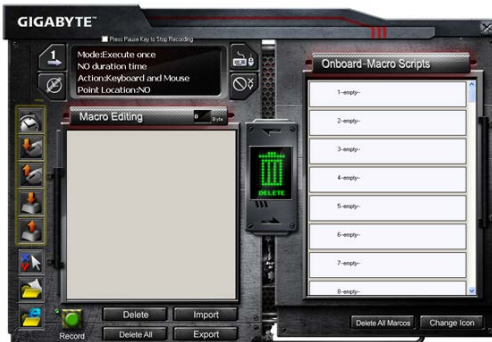 GIGABYTE™
Press Pause Key to Stop Recording
1
Mode:Execute once
NO duration time
Action:Keyboard and Mouse
Point Location:NO
Macro Editing
0 Byte
DELETE
Delete
Import
Record
Delete All
Export
Onboard-Macro Scripts
1-empty-
2-empty-
3-empty-
4-empty-
5-empty-
6-empty-
7-empty-
8-empty-
Delete All Marcos
Change Icon